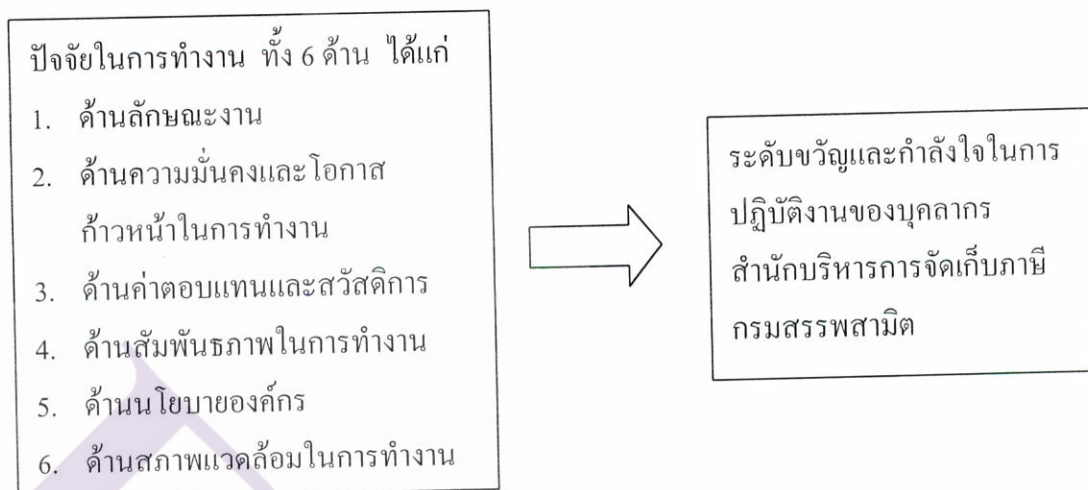 ปัจจัยในการทำงาน ทั้ง 6 ด้าน ได้แก่
1. ด้านลักษณะงาน
2. ด้านความมั่นคงและโอกาส
ก้าวหน้าในการทำงาน
3. ด้านค่าตอบแทนและสวัสดิการ
4. ด้านสัมพันธภาพในการทำงาน
5. ด้านนโยบายองค์กร
6. ด้านสภาพแวดล้อมในการทำงาน
ระดับขวัญและกำลังใจในการ
ปฏิบัติงานของบุคลากร
สำนักบริหารการจัดเก็บภาษี
กรมสรรพสามิต